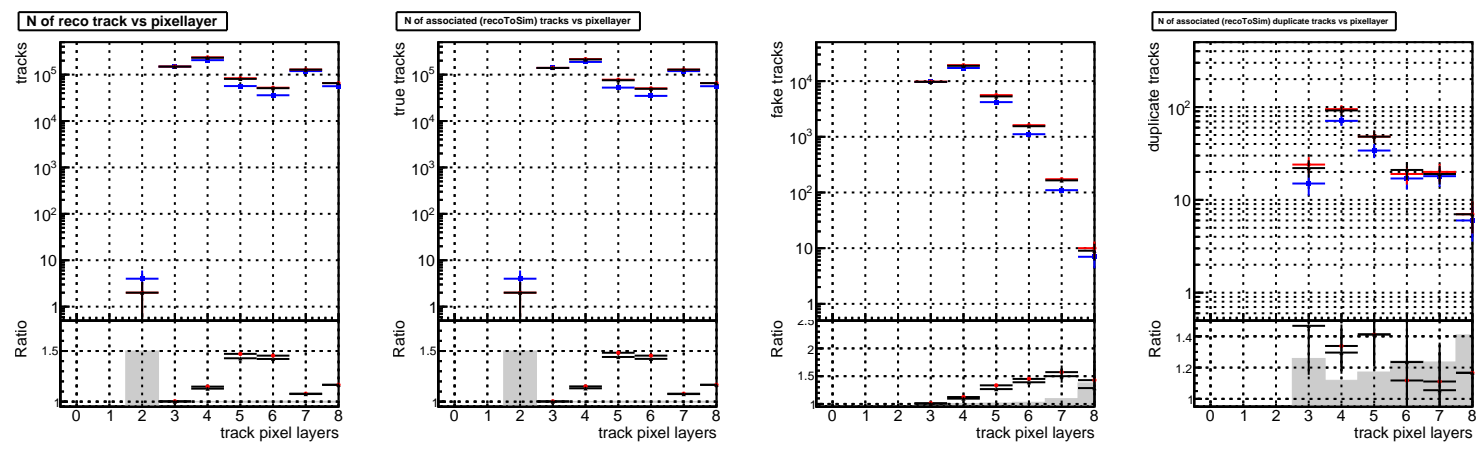 N of reco track vs pixellayer
tracks
10^5
10^4
10^3
10^2
10
1
Ratio
1.5
1
0 1 2 3 4 5 6 7 8
track pixel layers
N of associated (recoToSim) tracks vs pixellayer
true tracks
10^5
10^4
10^3
10^2
10
1
Ratio
1.5
1
0 1 2 3 4 5 6 7 8
track pixel layers
fake tracks
10^4
10^3
10^2
10
1
Ratio
2.5
2
1.5
1
0 1 2 3 4 5 6 7 8
track pixel layers
N of associated (recoToSim) duplicate tracks vs pixellayer
duplicate tracks
10^2
10
1
Ratio
1.4
1.2
1
0 1 2 3 4 5 6 7 8
track pixel layers